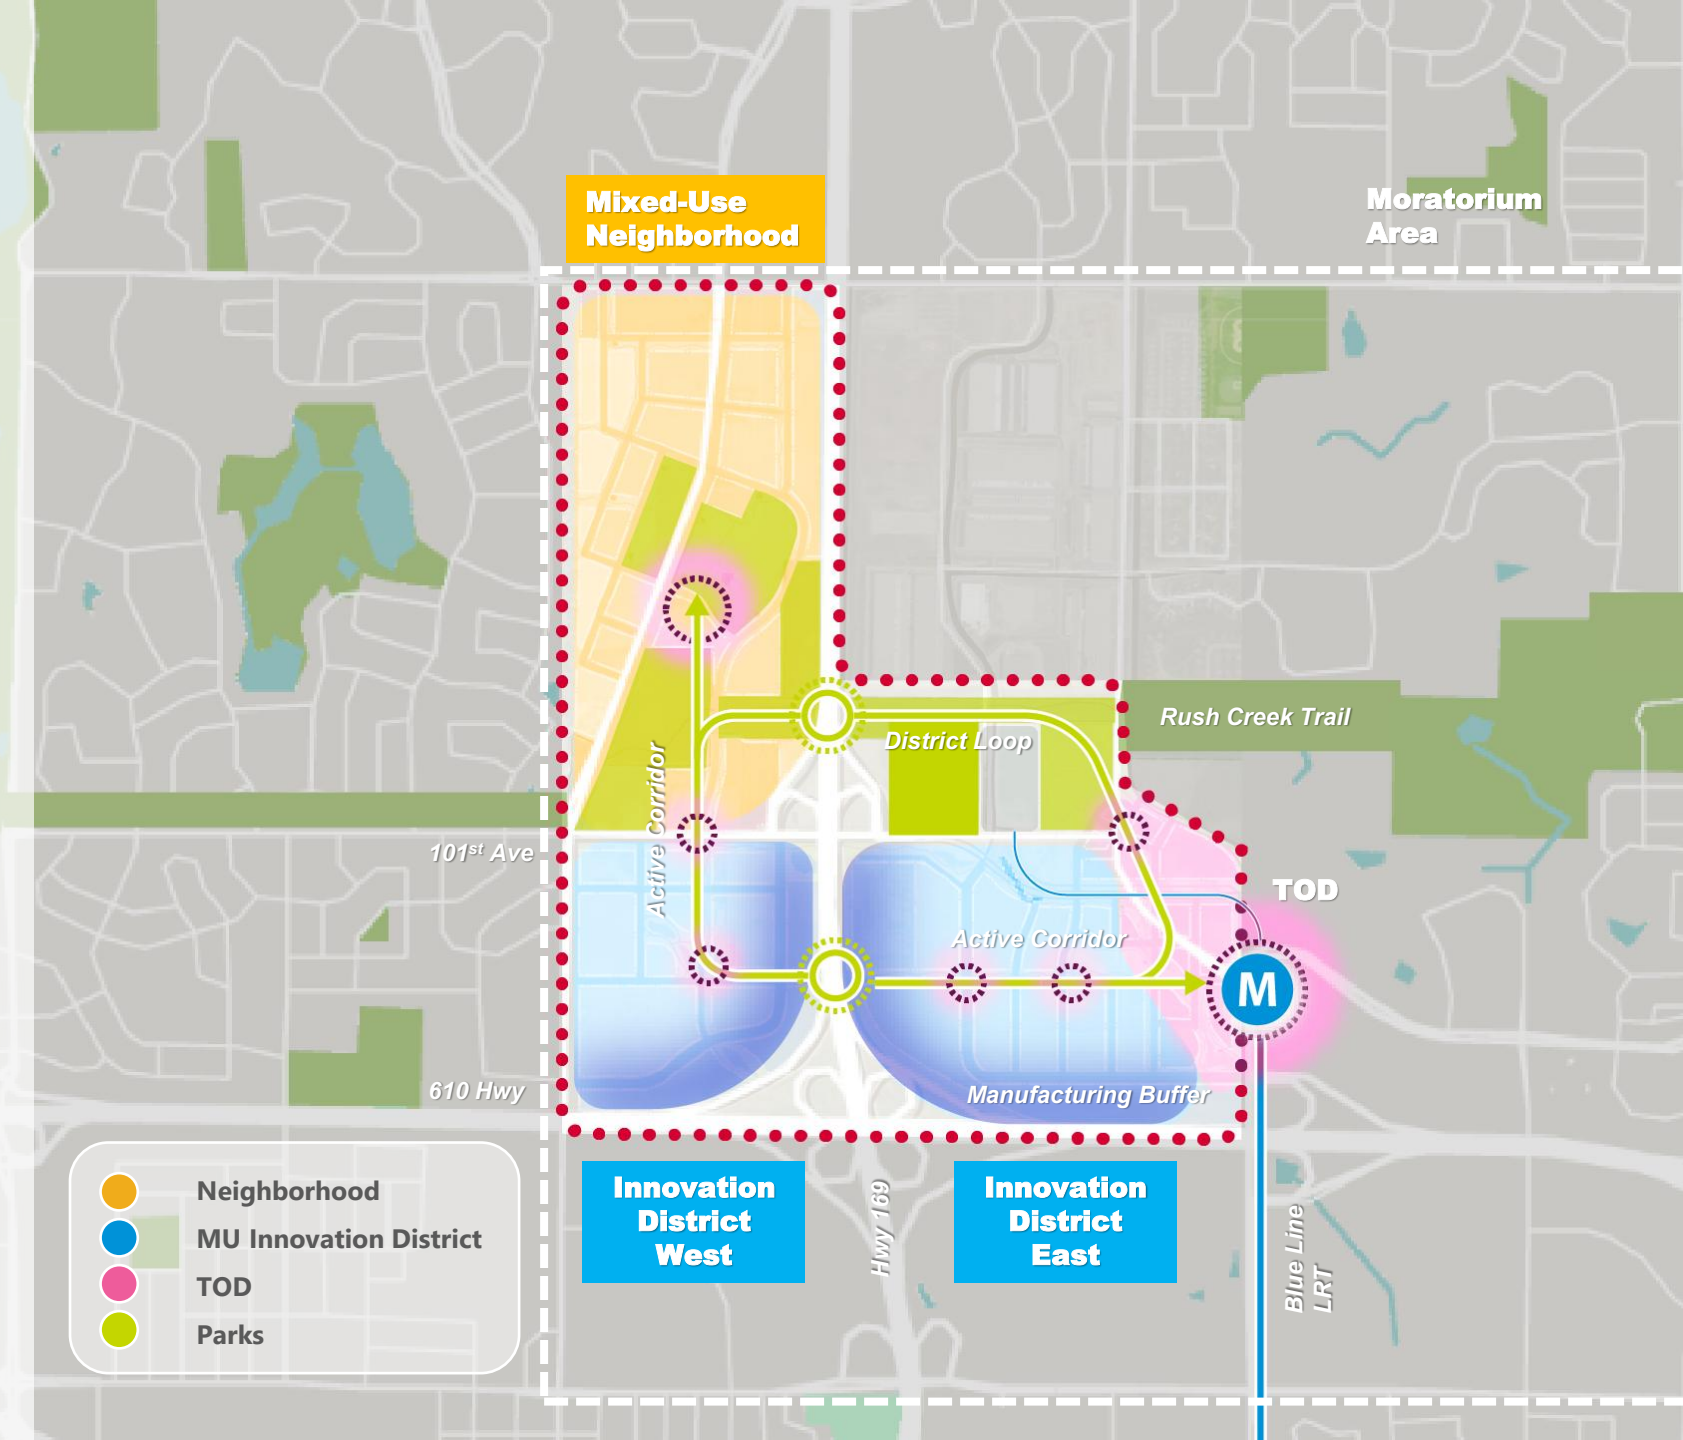 Mixed-Use
Neighborhood
Moratorium
Area
Rush Creek Trail
District Loop
Active Corridor
101st Ave
TOD
Active Corridor
M
610 Hwy
Manufacturing Buffer
Neighborhood
MU Innovation District
TOD
Parks
Innovation
District
West
Hwy 169
Innovation
District
East
Blue Line
LRT